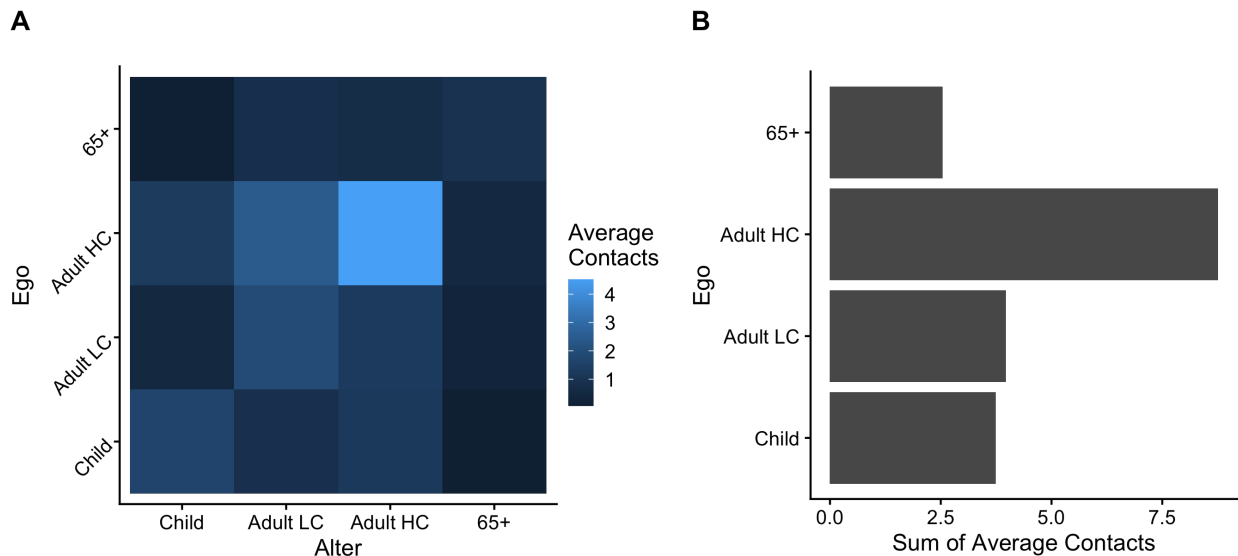 A
65+
Adult HC
Adult LC
Child
Ego
Child
Adult LC
Adult HC
65+
Alter
Average
Contacts
4
3
2
1
B
65+
Adult HC
Adult LC
Child
Ego
0.0
2.5
5.0
7.5
Sum of Average Contacts